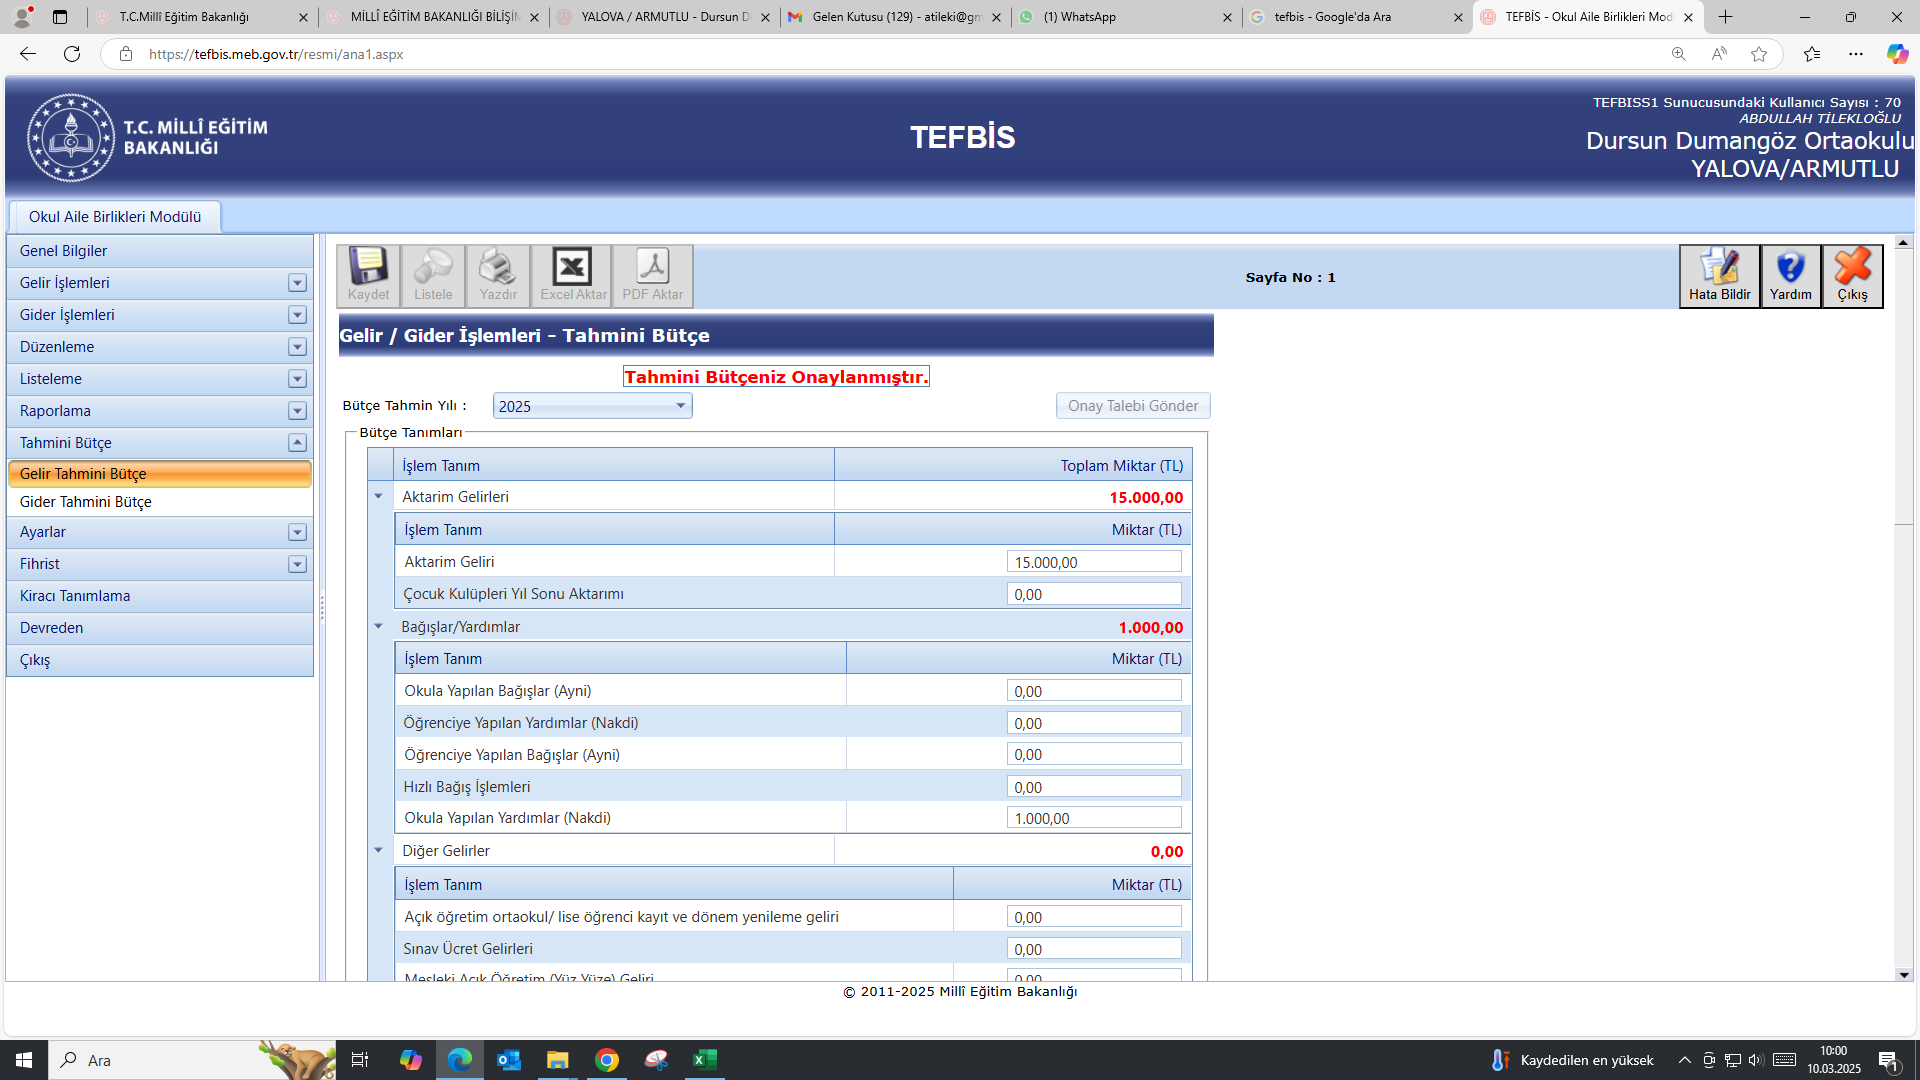 T.C.Millî Eğitim Bakanlığı
MİLLÎ EĞİTİM BAKANLIĞI BİLİŞİM
YALOVA / ARMUTLU - Dursun D
Gelen Kutusu (129) - atileki@gm
(1) WhatsApp
tefbis - Google'da Ara
TEFBİS - Okul Aile Birlikleri Mod
https://tefbis.meb.gov.tr/resmi/ana1.aspx
T.C. MİLLÎ EĞİTİM
BAKANLIĞI
TEFBİS
TEFBISS1 Sunucusundaki Kullanıcı Sayısı : 70
ABDULLAH TİLEKLOĞLU
Dursun Dumangöz Ortaokulu
YALOVA/ARMUTLU
Okul Aile Birlikleri Modülü
Genel Bilgiler
Gelir İşlemleri
Gider İşlemleri
Düzenleme
Listeleme
Raporlama
Tahmini Bütçe
Gelir Tahmini Bütçe
Gider Tahmini Bütçe
Ayarlar
Fihrist
Kiracı Tanımlama
Devreden
Çıkış
Kaydet
Listele
Yazdır
Excel Aktar
PDF Aktar
Sayfa No : 1
Hata Bildir
Yardım
Çıkış
Gelir / Gider İşlemleri - Tahmini Bütçe
Tahmini Bütçeniz Onaylanmıştır.
Bütçe Tahmin Yılı : 2025
Onay Talebi Gönder
Bütçe Tanımları
İşlem Tanım Toplam Miktar (TL)
Aktarim Gelirleri 15.000,00
İşlem Tanım Miktar (TL)
Aktarim Geliri 15.000,00
Çocuk Kulüpleri Yıl Sonu Aktarımı 0,00
Bağışlar/Yardımlar 1.000,00
İşlem Tanım Miktar (TL)
Okula Yapılan Bağışlar (Ayni) 0,00
Öğrenciye Yapılan Yardımlar (Nakdi) 0,00
Öğrenciye Yapılan Bağışlar (Ayni) 0,00
Hızlı Bağış İşlemleri 0,00
Okula Yapılan Yardımlar (Nakdi) 1.000,00
Diğer Gelirler 0,00
İşlem Tanım Miktar (TL)
Açık öğretim ortaokul/ lise öğrenci kayıt ve dönem yenileme geliri 0,00
Sınav Ücret Gelirleri 0,00
Mesleki Açık Öğretim (Yüz Yüze) Geliri 0,00
© 2011-2025 Millî Eğitim Bakanlığı
Ara
Kaydedilen en yüksek
10:00
10.03.2025
1